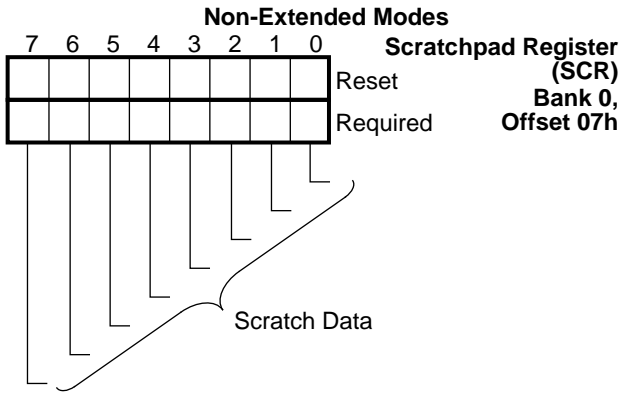 Non-Extended Modes
7 6 5 4 3 2 1 0
Scratchpad Register
(SCR)
Bank 0,
Offset 07h
Reset
Required
Scratch Data